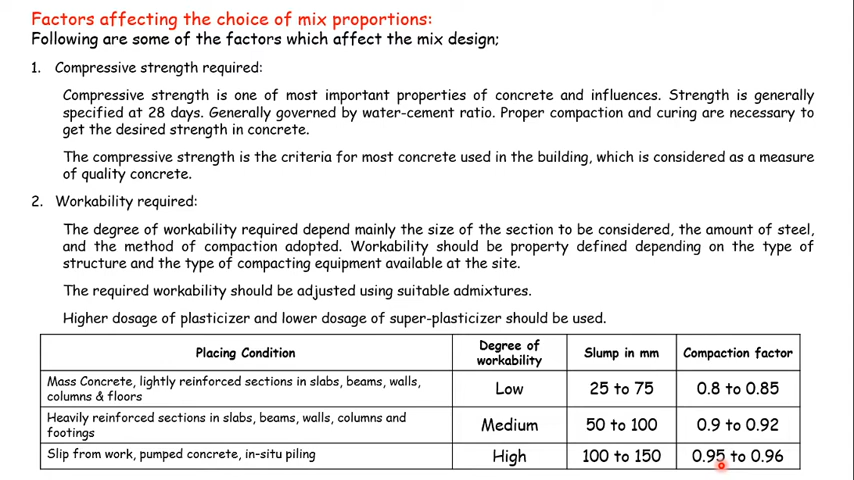 Factors affecting the choice of mix proportions:
Following are some of the factors which affect the mix design;
1. Compressive strength required:
Compressive strength is one of most important properties of concrete and influences. Strength is generally
specified at 28 days. Generally governed by water-cement ratio. Proper compaction and curing are necessary to
get the desired strength in concrete.
The compressive strength is the criteria for most concrete used in the building, which is considered as a measure
of quality concrete.
2. Workability required:
The degree of workability required depend mainly the size of the section to be considered, the amount of steel,
and the method of compaction adopted. Workability should be property defined depending on the type of
structure and the type of compacting equipment available at the site.
The required workability should be adjusted using suitable admixtures.
Higher dosage of plasticizer and lower dosage of super-plasticizer should be used.
Placing Condition Degree of workability Slump in mm Compaction factor
Mass Concrete, lightly reinforced sections in slabs, beams, walls,
columns & floors Low 25 to 75 0.8 to 0.85
Heavily reinforced sections in slabs, beams, walls, columns and
footings Medium 50 to 100 0.9 to 0.92
Slip from work, pumped concrete, in-situ piling High 100 to 150 0.95 to 0.96